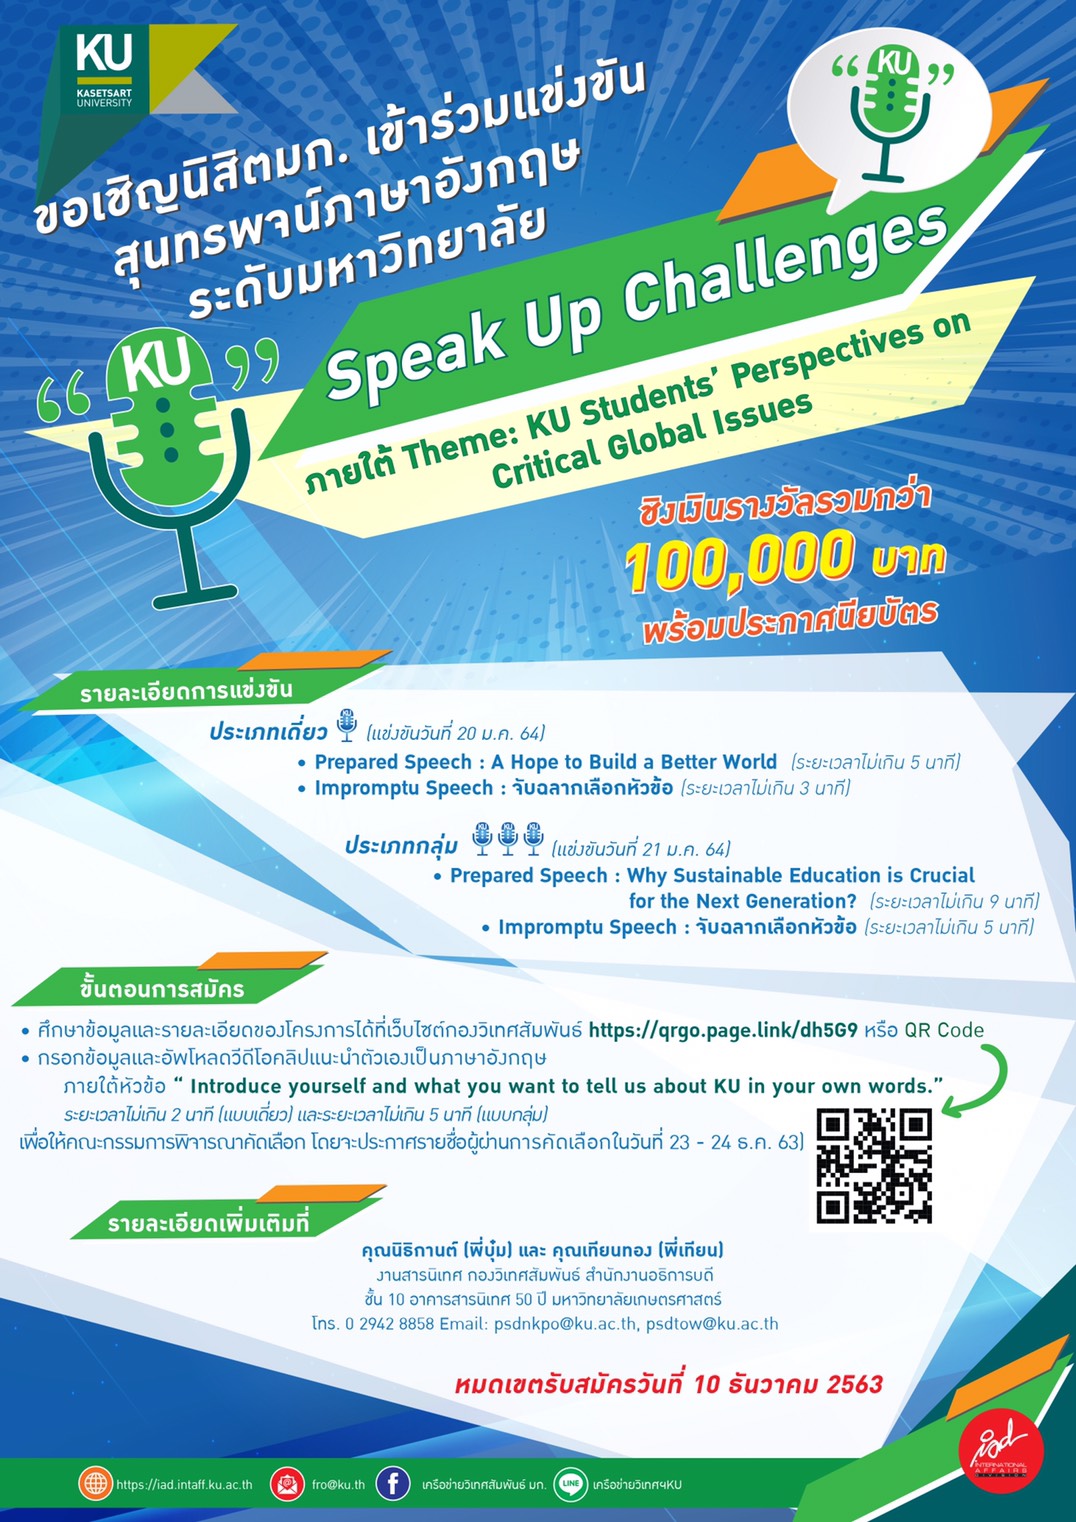 KU
KASETSART
UNIVERSITY
KU
ขอเชิญนิสิตมก. เข้าร่วมแข่งขัน
สุนทรพจน์ภาษาอังกฤษ
ระดับมหาวิทยาลัย
Speak Up Challenges
KU
ภายใต้ Theme: KU Students’ Perspectives on
Critical Global Issues
ชิงเงินรางวัลรวมกว่า
100,000 บาท
พร้อมประกาศนียบัตร
รายละเอียดการแข่งขัน
ประเภทเดี่ยว (แข่งขันวันที่ 20 ม.ค. 64)
• Prepared Speech : A Hope to Build a Better World (ระยะเวลาไม่เกิน 5 นาที)
• Impromptu Speech : จับฉลากเลือกหัวข้อ (ระยะเวลาไม่เกิน 3 นาที)
ประเภทกลุ่ม (แข่งขันวันที่ 21 ม.ค. 64)
• Prepared Speech : Why Sustainable Education is Crucial
for the Next Generation? (ระยะเวลาไม่เกิน 9 นาที)
• Impromptu Speech : จับฉลากเลือกหัวข้อ (ระยะเวลาไม่เกิน 5 นาที)
ขั้นตอนการสมัคร
• ศึกษาข้อมูลและรายละเอียดของโครงการได้ที่เว็บไซต์กองวิเทศสัมพันธ์ https://qrgo.page.link/dh5G9 หรือ QR Code
• กรอกข้อมูลและอัพโหลดวีดีโอคลิปแนะนำตัวเองเป็นภาษาอังกฤษ
ภายใต้หัวข้อ “ Introduce yourself and what you want to tell us about KU in your own words.”
ระยะเวลาไม่เกิน 2 นาที (แบบเดี่ยว) และระยะเวลาไม่เกิน 5 นาที (แบบกลุ่ม)
เพื่อให้คณะกรรมการพิจารณาคัดเลือก โดยจะประกาศรายชื่อผู้ผ่านการคัดเลือกในวันที่ 23 - 24 ธ.ค. 63)
รายละเอียดเพิ่มเติมที่
คุณนิธิกานต์ (พี่ปุ๋ม) และ คุณเทียนทอง (พี่เทียน)
งานสารนิเทศ กองวิเทศสัมพันธ์ สำนักงานอธิการบดี
ชั้น 10 อาคารสารนิเทศ 50 ปี มหาวิทยาลัยเกษตรศาสตร์
โทร. 0 2942 8858 Email: psdnkpo@ku.ac.th, psdtow@ku.ac.th
หมดเขตรับสมัครวันที่ 10 ธันวาคม 2563
iad
INTERNATIONAL
AFFAIRS
DIVISION
https://iad.intaff.ku.ac.th fro@ku.th f เครือข่ายวิเทศสัมพันธ์ มก. LINE เครือข่ายวิเทศฯKU